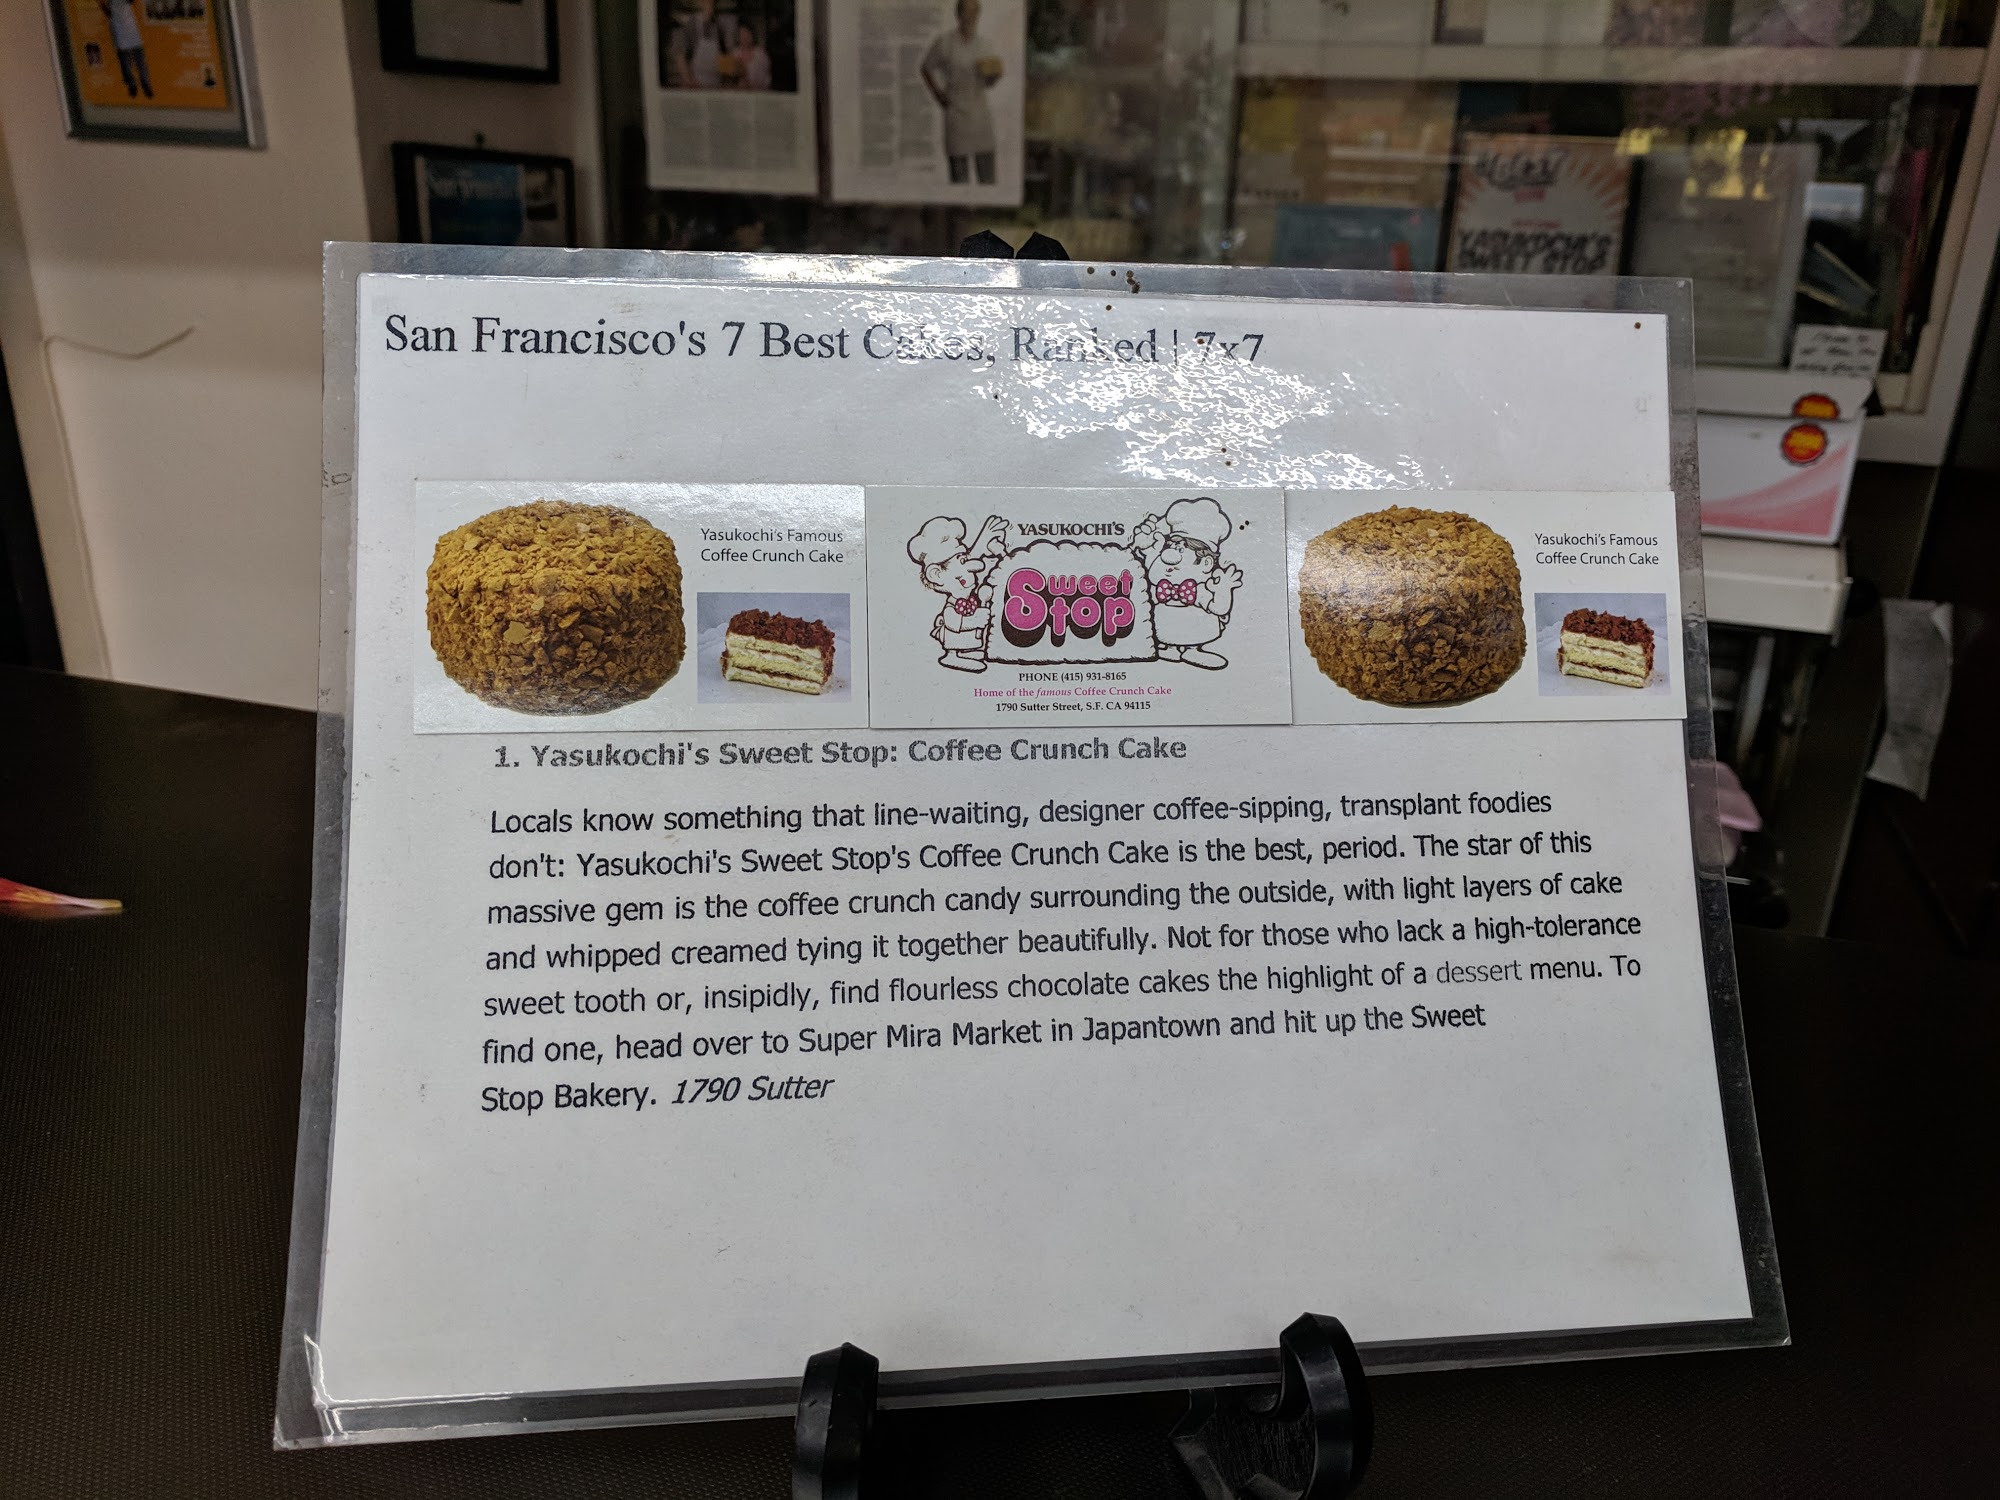 San Francisco's 7 Best Cakes, Ranked | 7x7
Yasukochi's Famous
Coffee Crunch Cake
YASUKOCHI'S
Sweet
Stop
PHONE (415) 931-8165
Home of the famous Coffee Crunch Cake
1790 Sutter Street, S.F. CA 94115
Yasukochi's Famous
Coffee Crunch Cake
1. Yasukochi's Sweet Stop: Coffee Crunch Cake
Locals know something that line-waiting, designer coffee-sipping, transplant foodies
don't: Yasukochi's Sweet Stop's Coffee Crunch Cake is the best, period. The star of this
massive gem is the coffee crunch candy surrounding the outside, with light layers of cake
and whipped creamed tying it together beautifully. Not for those who lack a high-tolerance
sweet tooth or, insipidly, find flourless chocolate cakes the highlight of a dessert menu. To
find one, head over to Super Mira Market in Japantown and hit up the Sweet
Stop Bakery. 1790 Sutter
YASUKOCHI'S
SWEET STOP